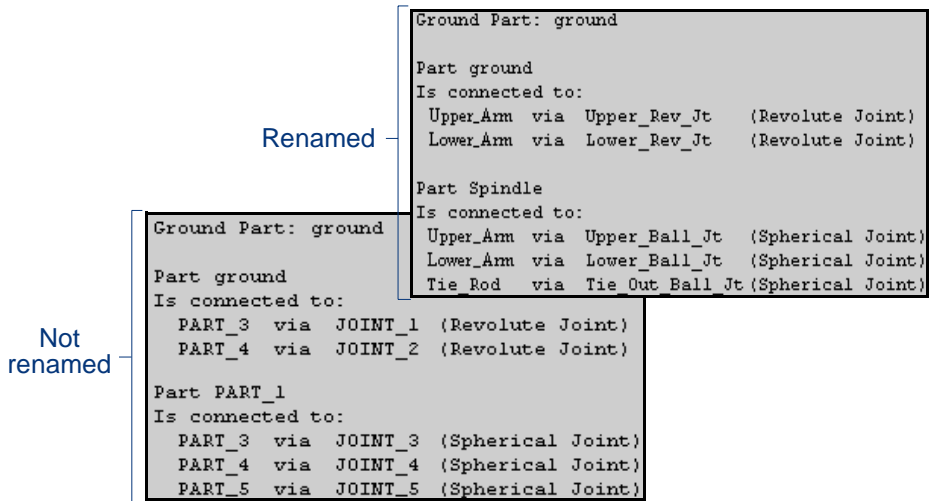 Renamed
Ground Part: ground
Part ground
Is connected to:
Upper_Arm via Upper_Rev_Jt (Revolute Joint)
Lower_Arm via Lower_Rev_Jt (Revolute Joint)
Part Spindle
Is connected to:
Upper_Arm via Upper_Ball_Jt (Spherical Joint)
Lower_Arm via Lower_Ball_Jt (Spherical Joint)
Tie_Rod via Tie_Out_Ball_Jt (Spherical Joint)
Not
renamed
Ground Part: ground
Part ground
Is connected to:
PART_3 via JOINT_1 (Revolute Joint)
PART_4 via JOINT_2 (Revolute Joint)
Part PART_1
Is connected to:
PART_3 via JOINT_3 (Spherical Joint)
PART_4 via JOINT_4 (Spherical Joint)
PART_5 via JOINT_5 (Spherical Joint)